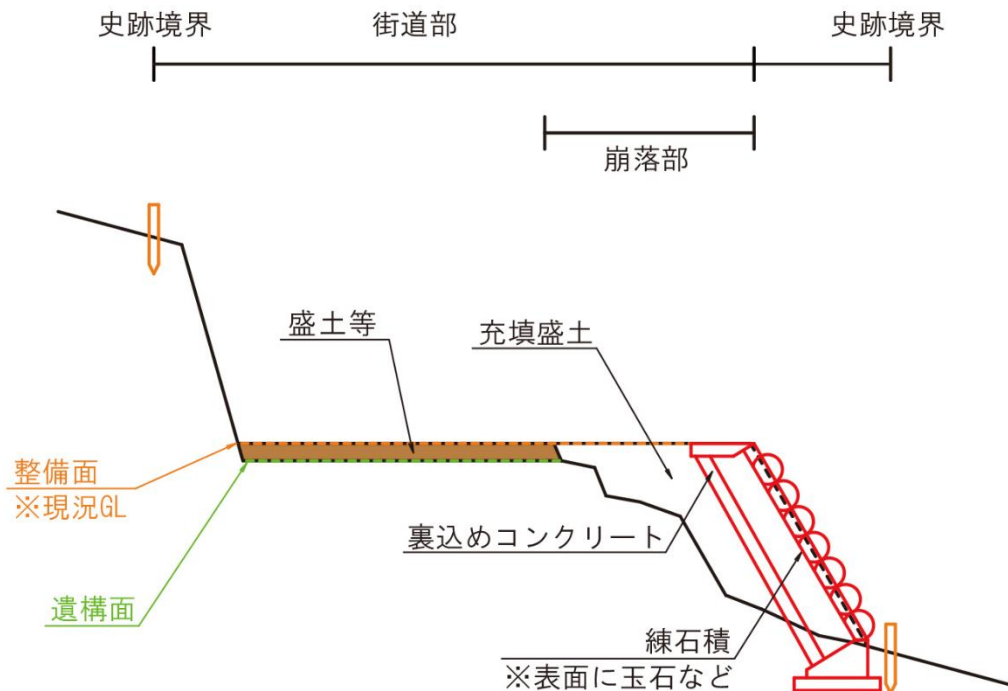 史跡境界
街道部
史跡境界
崩落部
盛土等
充填盛土
整備面
※現況GL
裏込めコンクリート
遺構面
練石積
※表面に玉石など